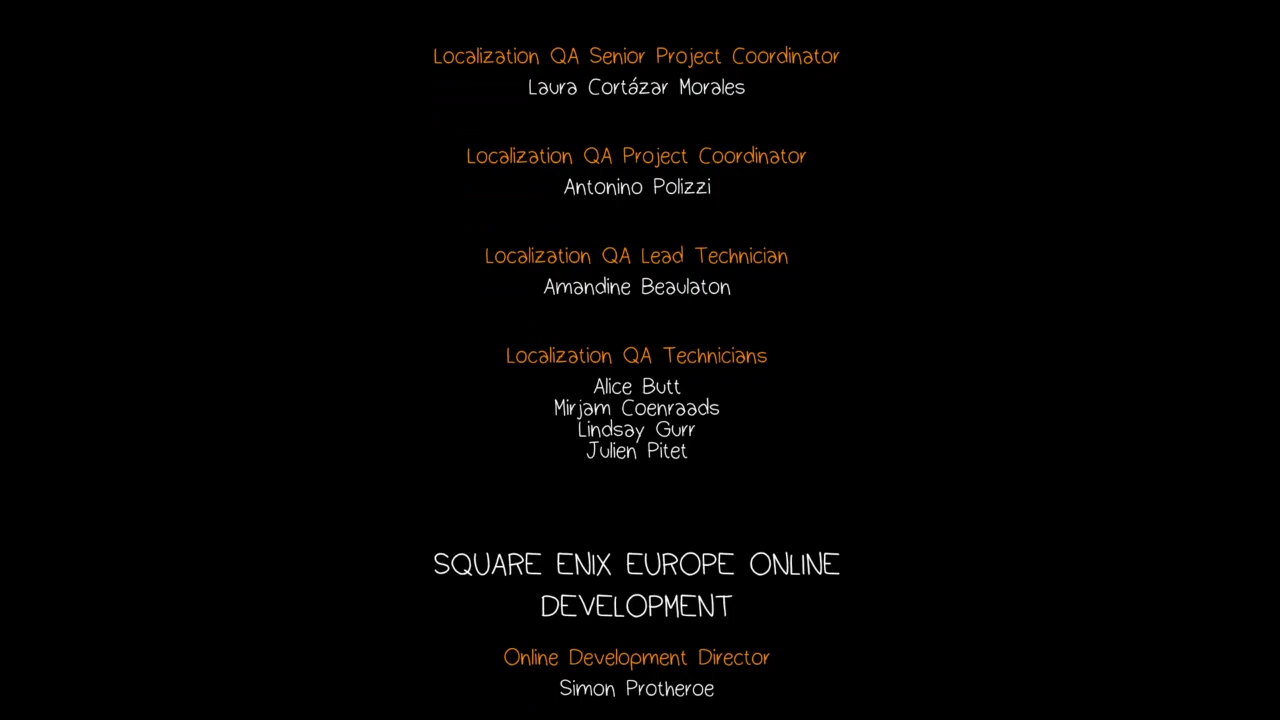 Localization QA Senior Project Coordinator
Laura Cortázar Morales
Localization QA Project Coordinator
Antonino Polizzi
Localization QA Lead Technician
Amandine Beaulaton
Localization QA Technicians
Alice Butt
Mirjam Coenraads
Lindsay Gurr
Julien Pitet
SQUARE ENIX EUROPE ONLINE
DEVELOPMENT
Online Development Director
Simon Protheroe